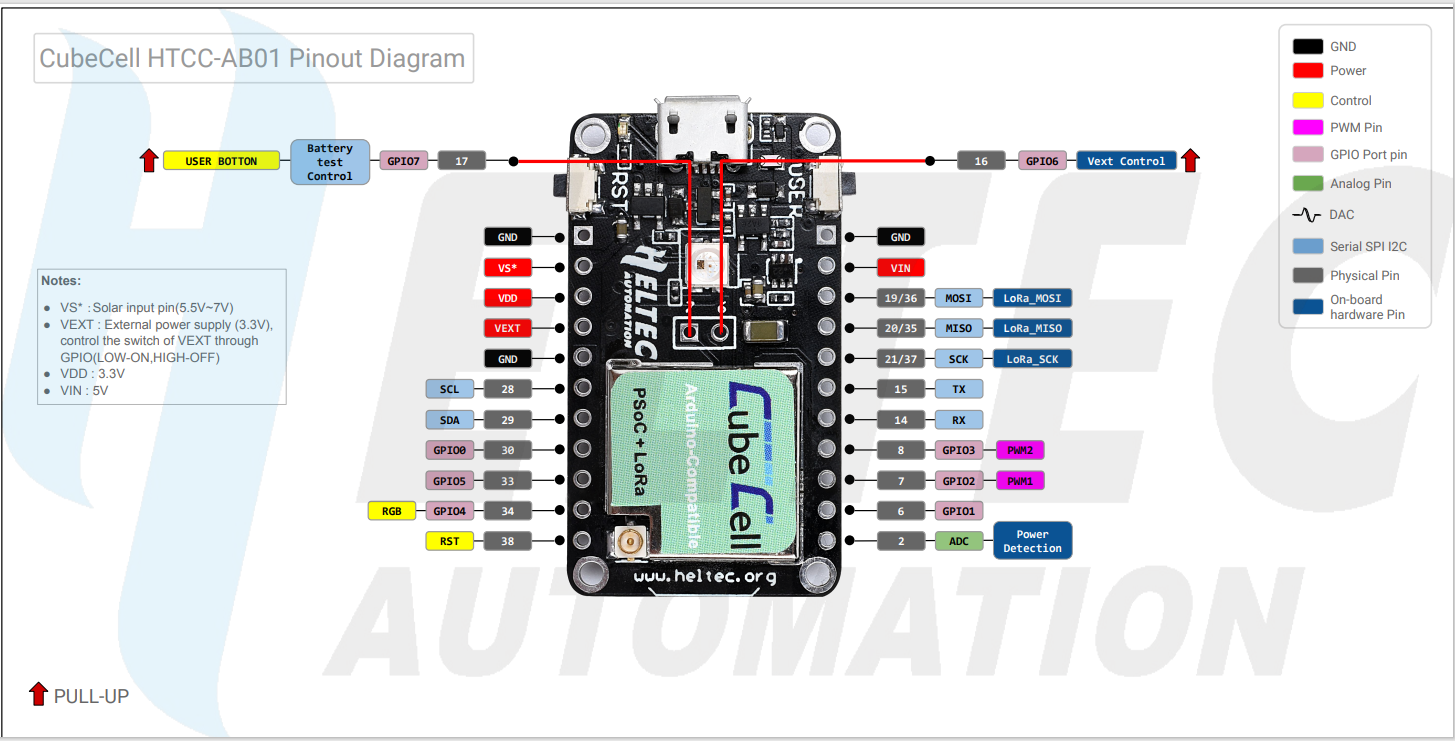 CubeCell HTCC-AB01 Pinout Diagram
GND
Power
Control
PWM Pin
GPIO Port pin
Analog Pin
DAC
Serial SPI I2C
Physical Pin
On-board
hardware Pin
USER BOTTON
Battery
test
Control
GPIO7
17
16
GPIO6
Vext Control
RST
USER
GND
VS*
VDD
VEXT
GND
SCL 28
SDA 29
GPIO0 30
GPIO5 33
RGB GPIO4 34
RST 38
GND
VIN
19/36 MOSI LoRa_MOSI
20/35 MISO LoRa_MISO
21/37 SCK LoRa_SCK
15 TX
14 RX
8 GPIO3 PWM2
7 GPIO2 PWM1
6 GPIO1
2 ADC Power
Detection
Notes:
VS* : Solar input pin(5.5V~7V)
VEXT : External power supply (3.3V),
control the switch of VEXT through
GPIO(LOW-ON,HIGH-OFF)
VDD : 3.3V
VIN : 5V
HELTEC
AUTOMATION
CubeCell
Arduino-Compatible
PSoC + LoRa
www.heltec.org
HELTEC
AUTOMATION
PULL-UP